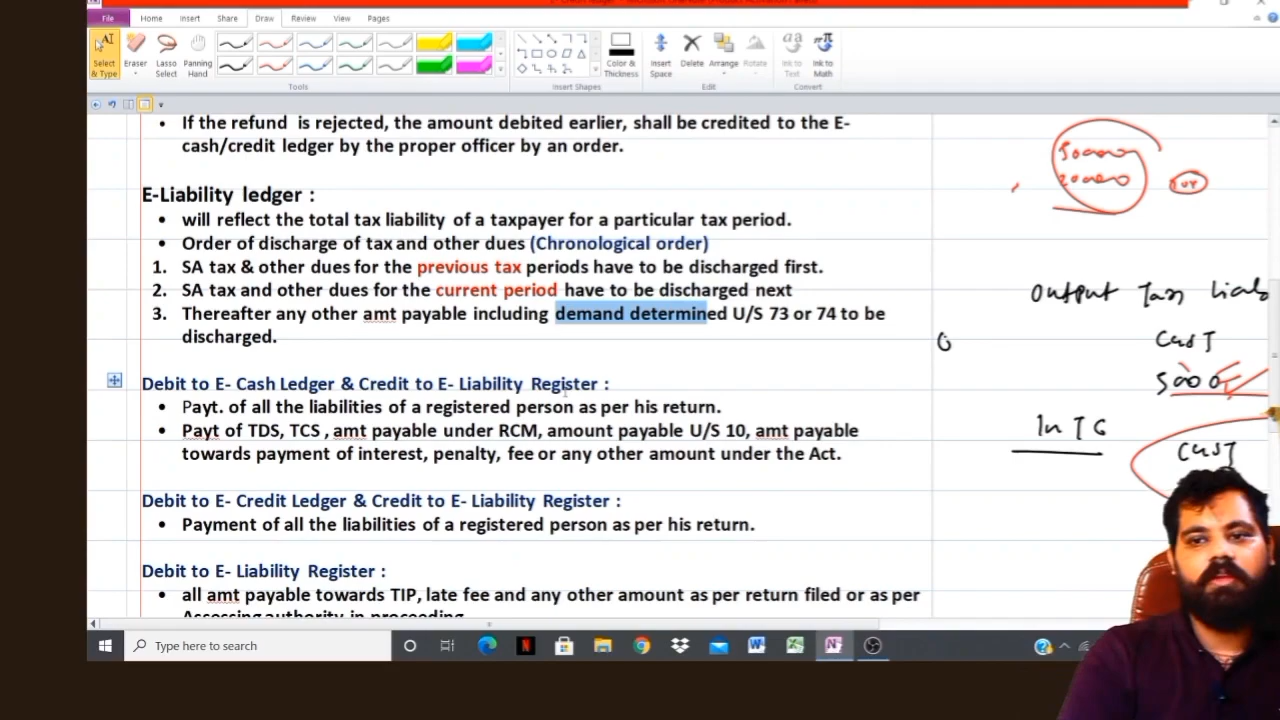 File Home Insert Share Draw Review View Pages
Select & Type Eraser Lasso Select Panning Hand Color & Thickness Insert Space Delete Arrange Rotate Ink to Text Ink to Math
Tools Insert Shapes Edit Convert
• If the refund is rejected, the amount debited earlier, shall be credited to the E-
cash/credit ledger by the proper officer by an order.
E-Liability ledger :
• will reflect the total tax liability of a taxpayer for a particular tax period.
• Order of discharge of tax and other dues (Chronological order)
1. SA tax & other dues for the previous tax periods have to be discharged first.
2. SA tax and other dues for the current period have to be discharged next
3. Thereafter any other amt payable including demand determined U/S 73 or 74 to be
discharged.
Debit to E- Cash Ledger & Credit to E- Liability Register :
• Payt. of all the liabilities of a registered person as per his return.
• Payt of TDS, TCS , amt payable under RCM, amount payable U/S 10, amt payable
towards payment of interest, penalty, fee or any other amount under the Act.
Debit to E- Credit Ledger & Credit to E- Liability Register :
• Payment of all the liabilities of a registered person as per his return.
Debit to E- Liability Register :
• all amt payable towards TIP, late fee and any other amount as per return filed or as per
Assessing authority in proceeding
Output Tax
Type here to search